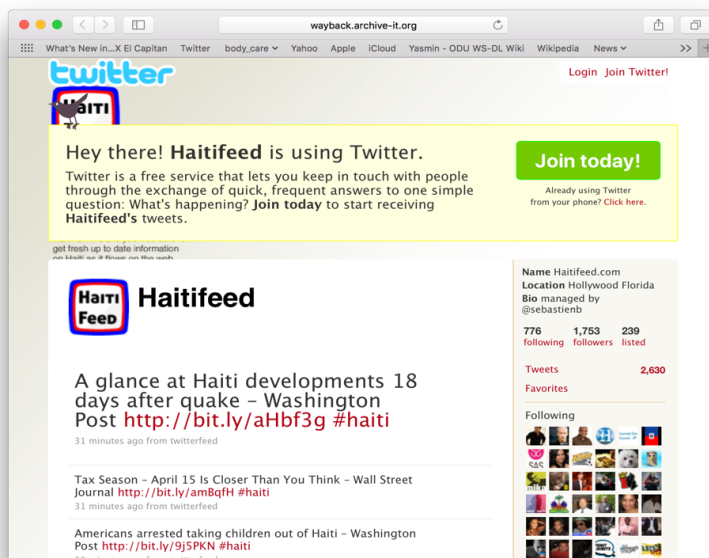 wayback.archive-it.org
What's New in...X El Capitan Twitter body_care Yahoo Apple iCloud Yasmin - ODU WS-DL Wiki Wikipedia News >>
twitter
Login Join Twitter!
HAITI
Hey there! Haitifeed is using Twitter.
Twitter is a free service that lets you keep in touch with people
through the exchange of quick, frequent answers to one simple
question: What's happening? Join today to start receiving
Haitifeed's tweets.
Join today!
Already using Twitter
from your phone? Click here.
get fresh up to date information
on Haiti as it flows on the web
HAITI
FEED
Haitifeed
A glance at Haiti developments 18
days after quake – Washington
Post http://bit.ly/aHbf3g #haiti
31 minutes ago from twitterfeed
Tax Season – April 15 Is Closer Than You Think – Wall Street
Journal http://bit.ly/amBqfH #haiti
31 minutes ago from twitterfeed
Americans arrested taking children out of Haiti – Washington
Post http://bit.ly/9j5PKN #haiti
Name Haitifeed.com
Location Hollywood Florida
Bio managed by
@sebastienb
776 1,753 239
following followers listed
Tweets 2,630
Favorites
Following
SAS